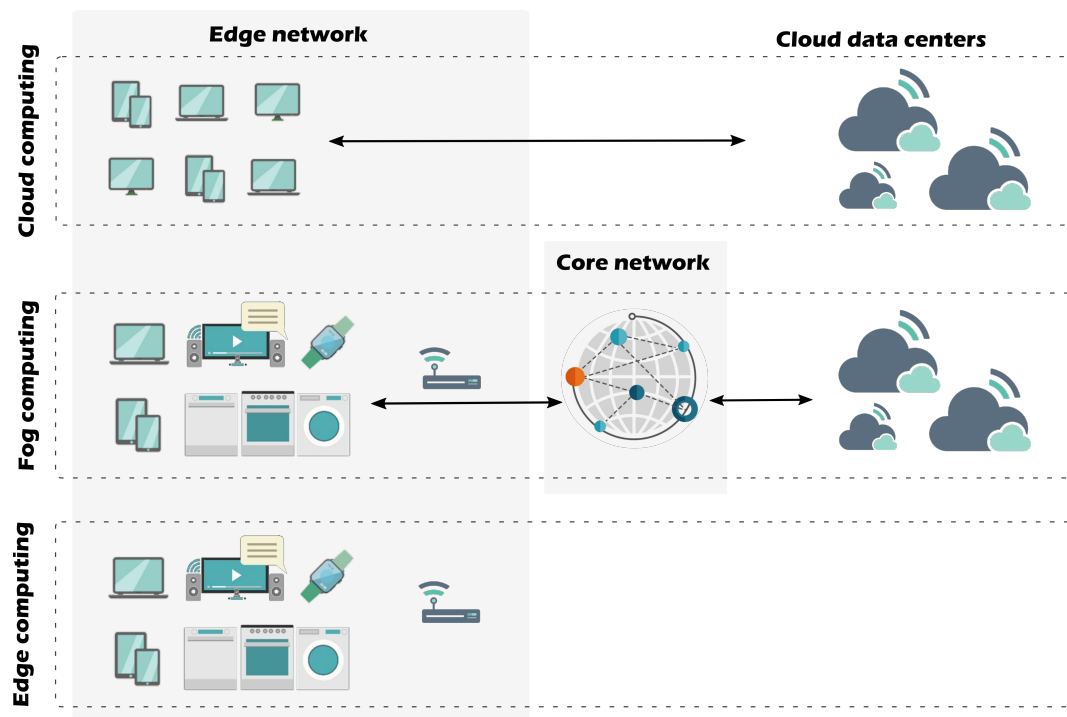 Edge network
Cloud data centers
Cloud computing
Core network
Fog computing
Edge computing